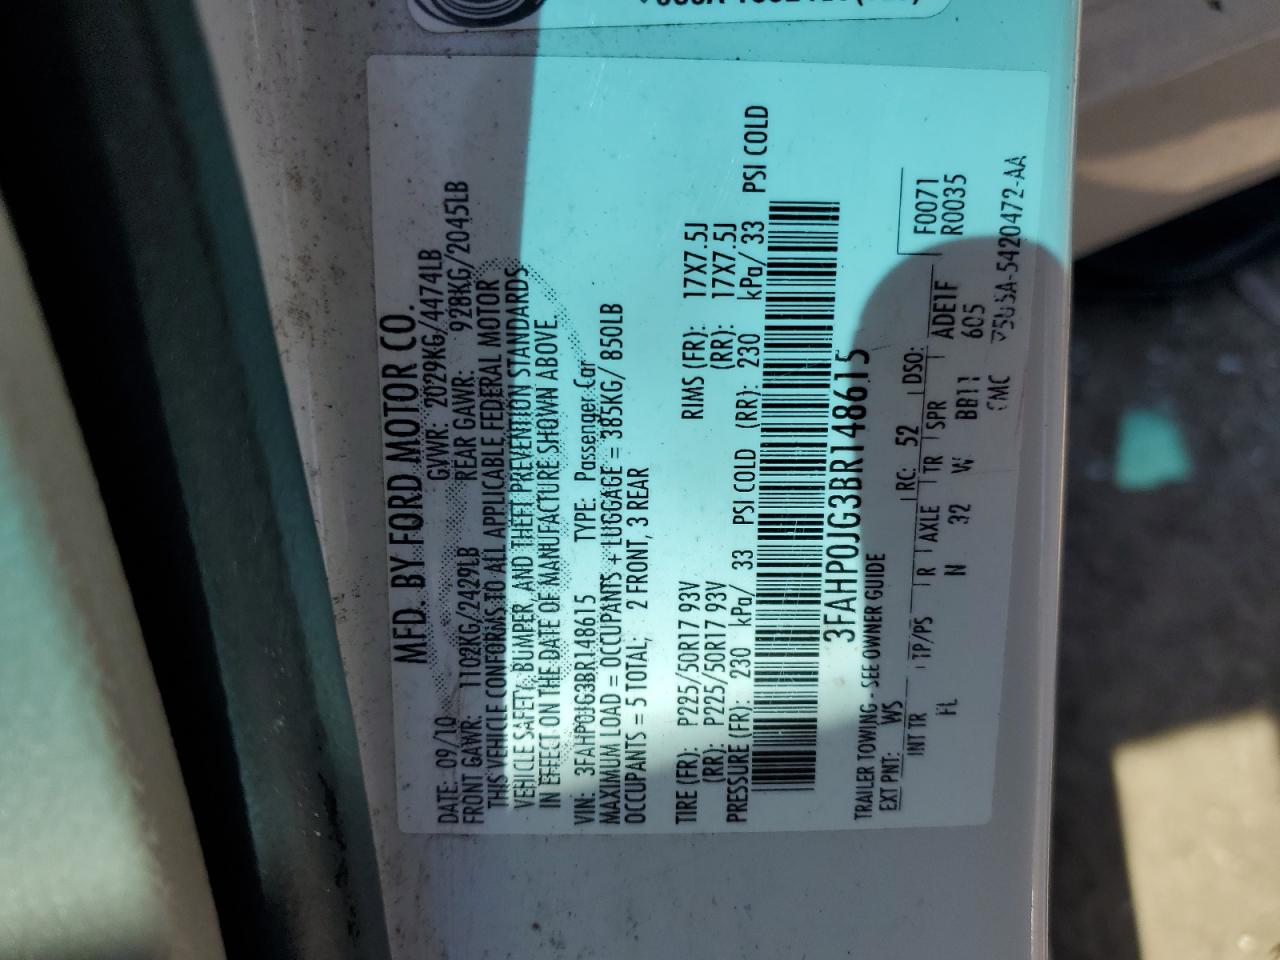 MFD. BY FORD MOTOR CO.
DATE: 09/10 GVWR: 2029KG/4474LB
FRONT GAWR: 1102KG/2429LB REAR GAWR: 928KG/2045LB
THIS VEHICLE CONFORMS TO ALL APPLICABLE FEDERAL MOTOR
VEHICLE SAFETY, BUMPER, AND THEFT PREVENTION STANDARDS
IN EFFECT ON THE DATE OF MANUFACTURE SHOWN ABOVE.
VIN: 3FAHP0JG3BR148615 TYPE: Passenger Car
MAXIMUM LOAD = OCCUPANTS + LUGGAGE = 385KG/ 850LB
OCCUPANTS = 5 TOTAL; 2 FRONT, 3 REAR
TIRE (FR): P225/50R17 93V RIMS (FR): 17X7.5J
(RR): P225/50R17 93V (RR): 17X7.5J
PRESSURE (FR): 230 kPa/ 33 PSI COLD (RR): 230 kPa/ 33 PSI COLD
3FAHP0JG3BR148615
TRAILER TOWING - SEE OWNER GUIDE
EXT PNT: WS RC: 52 DSO: F0071
INT TR TP/PS R AXLE TR SPR R0035
FL N 32 W BB11 ADE1F 605
5420472-AA